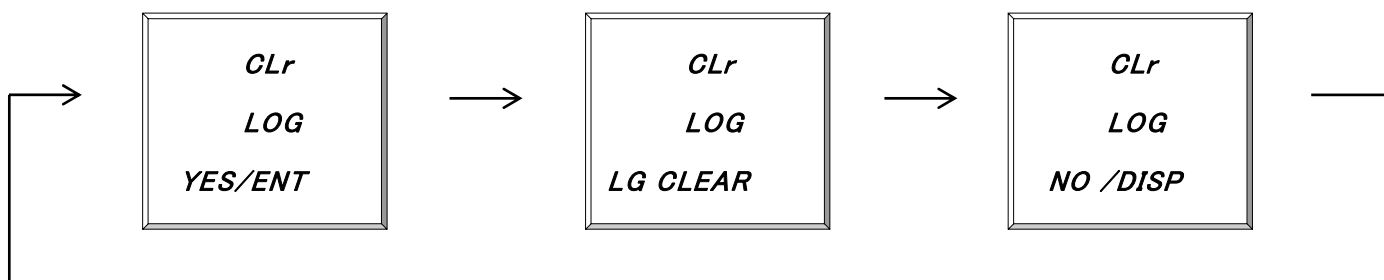 CLr
LOG
YES/ENT
CLr
LOG
LG CLEAR
CLr
LOG
NO /DISP